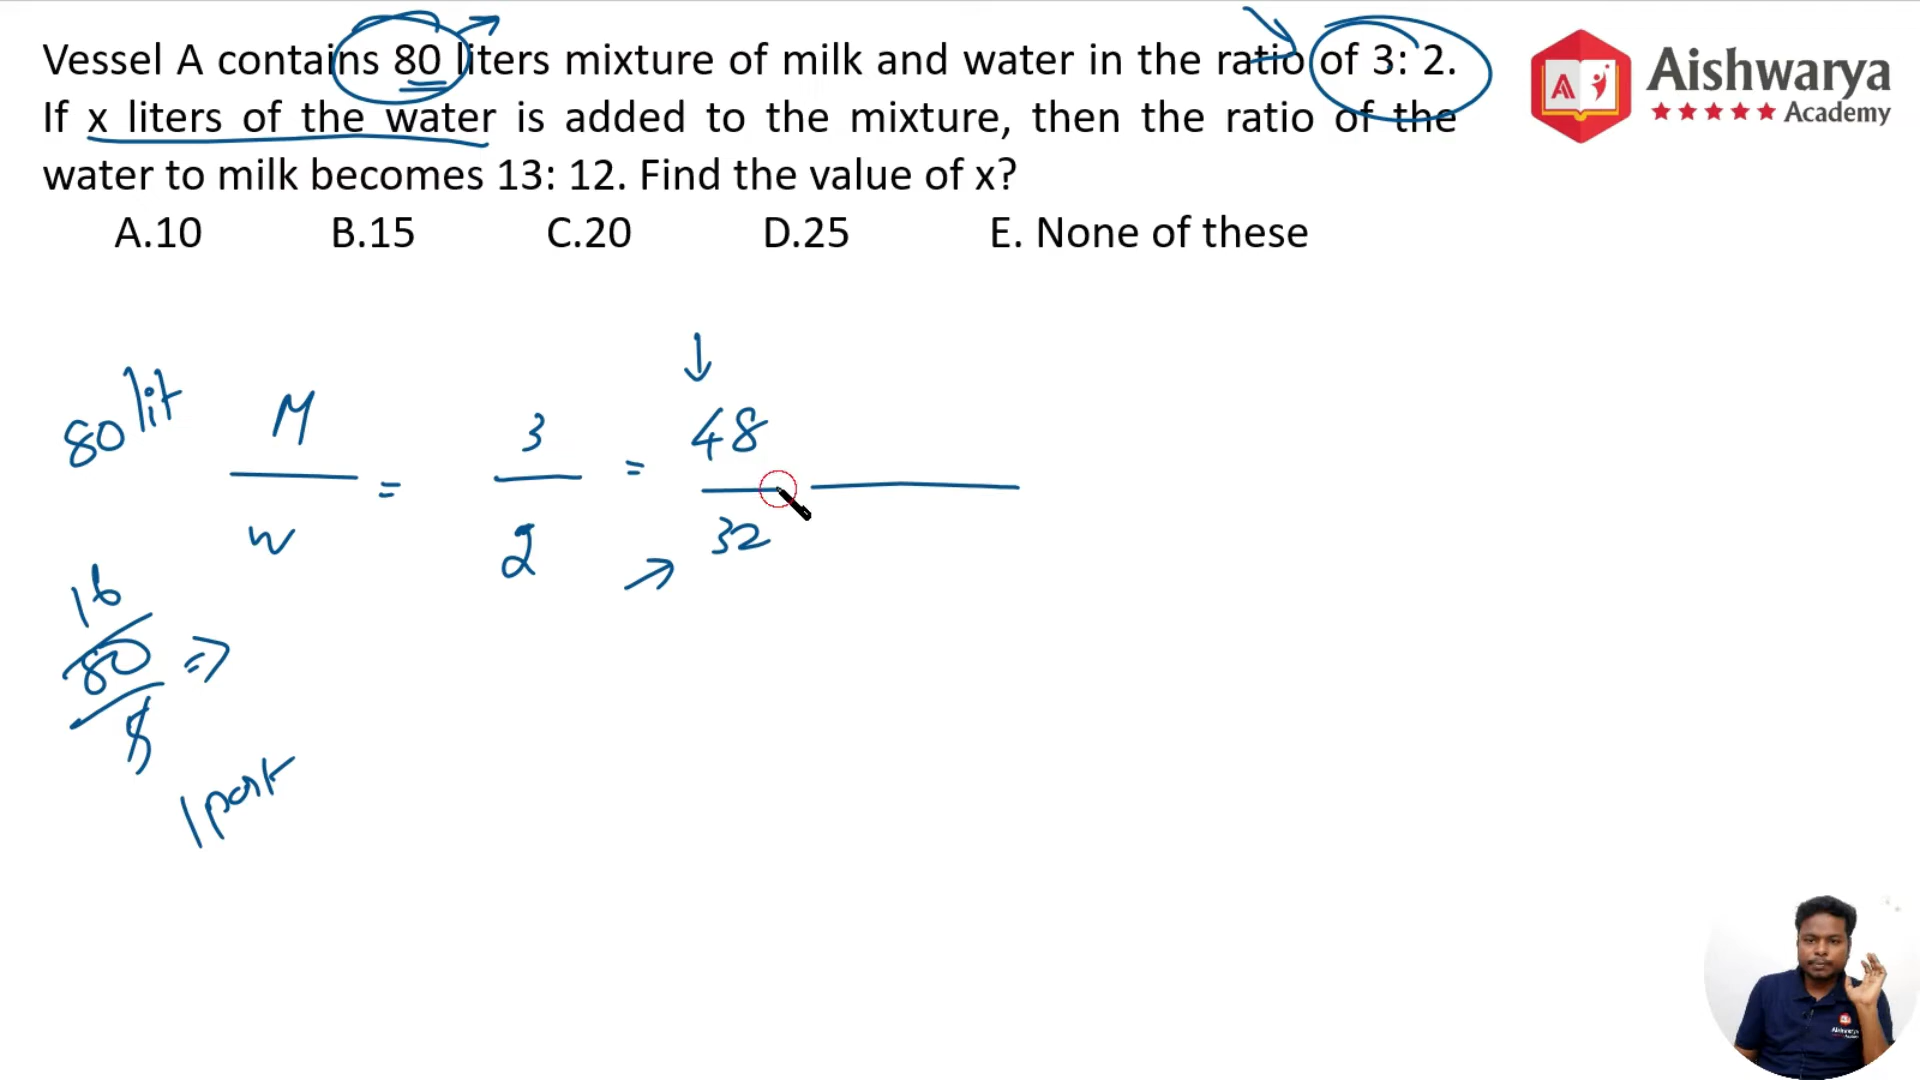 Vessel A contains 80 liters mixture of milk and water in the ratio of 3: 2.
If x liters of the water is added to the mixture, then the ratio of the
water to milk becomes 13: 12. Find the value of x?
A.10 B.15 C.20 D.25 E. None of these
Aishwarya
Academy
80 lit M/w = 3/2 = 48/32
16
80 =>
5
1 part